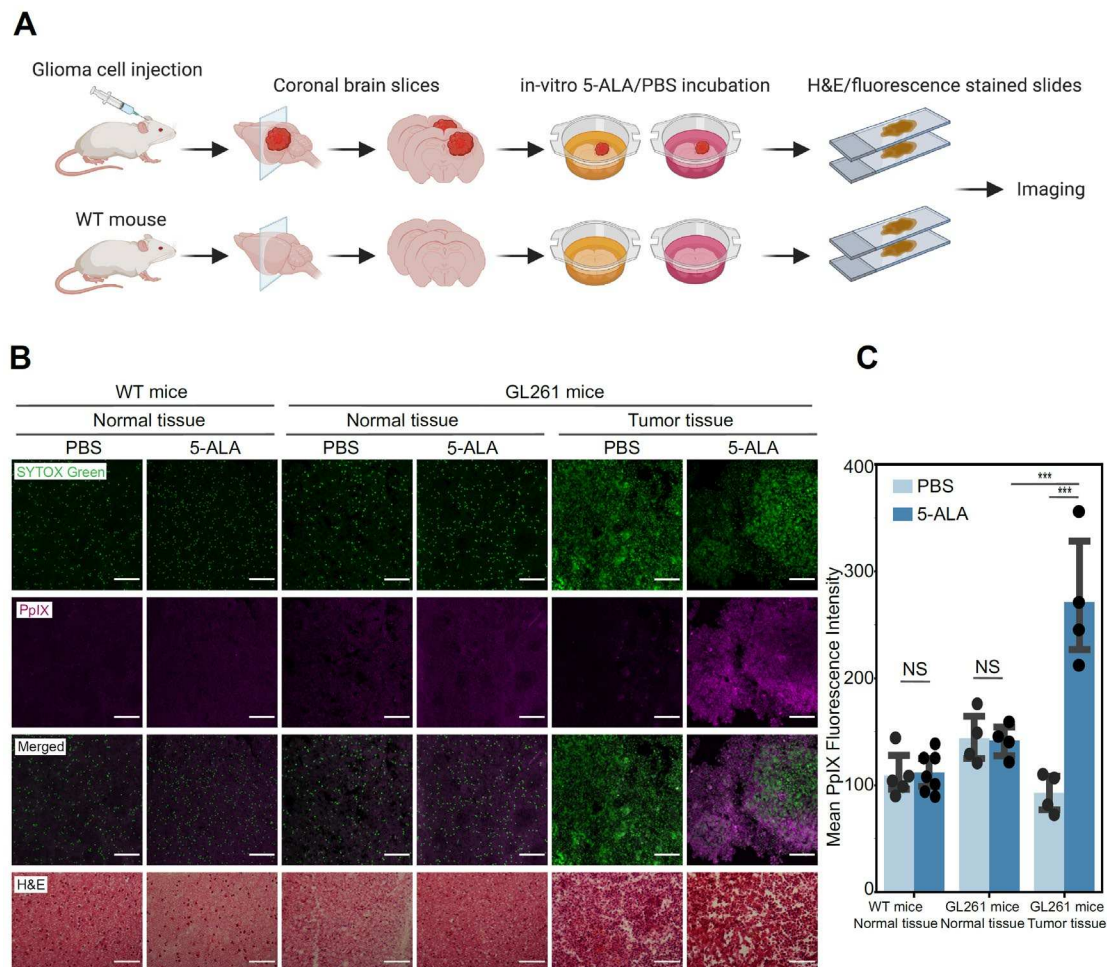 A
Glioma cell injection
Coronal brain slices
in-vitro 5-ALA/PBS incubation
H&E/fluorescence stained slides
WT mouse
Imaging
B
WT mice
GL261 mice
Normal tissue
Normal tissue
Tumor tissue
PBS
5-ALA
PBS
5-ALA
PBS
5-ALA
SYTOX Green
PpIX
Merged
H&E
C
Mean PpIX Fluorescence Intensity
400
300
200
100
0
PBS
5-ALA
***
***
NS
NS
WT mice
Normal tissue
GL261 mice
Normal tissue
GL261 mice
Tumor tissue